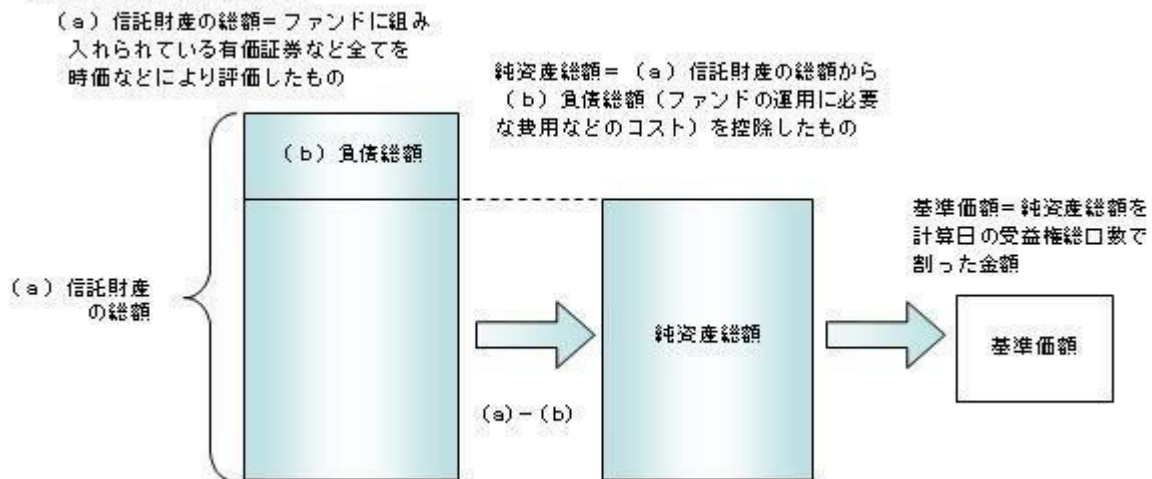 (a)信託財産の総額=ファンドに組み
入れられている有価証券など全てを
時価などにより評価したもの
純資産総額=(a)信託財産の総額から
(b)負債総額(ファンドの運用に必要
な費用などのコスト)を控除したもの
(b)負債総額
基準価額=純資産総額を
計算日の受益権総口数で
割った金額
(a)信託財産
の総額
純資産総額
基準価額
(a)-(b)